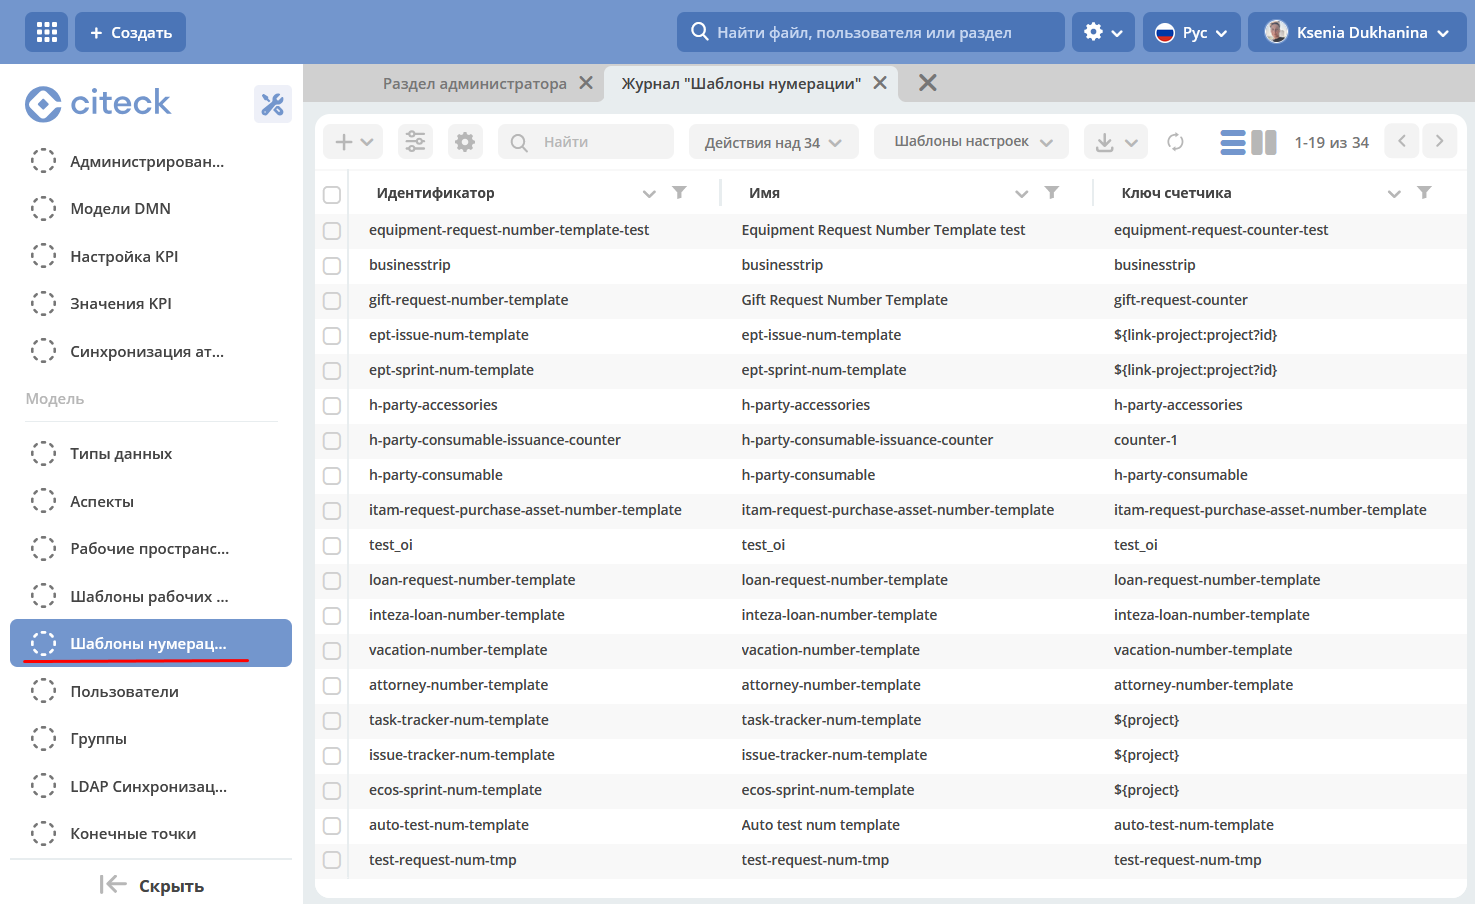 + Создать
Найти файл, пользователя или раздел
Рус
Ksenia Dukhanina
citeck
Администрирован...
Модели DMN
Настройка KPI
Значения KPI
Синхронизация ат...
Модель
Типы данных
Аспекты
Рабочие пространс...
Шаблоны рабочих ...
Шаблоны нумерац...
Пользователи
Группы
LDAP Синхронизац...
Конечные точки
Скрыть
Раздел администратора
Журнал "Шаблоны нумерации"
Найти
Действия над 34
Шаблоны настроек
1-19 из 34
Идентификатор Имя Ключ счетчика
equipment-request-number-template-test Equipment Request Number Template test equipment-request-counter-test
businesstrip businesstrip businesstrip
gift-request-number-template Gift Request Number Template gift-request-counter
ept-issue-num-template ept-issue-num-template ${link-project:project?id}
ept-sprint-num-template ept-sprint-num-template ${link-project:project?id}
h-party-accessories h-party-accessories h-party-accessories
h-party-consumable-issuance-counter h-party-consumable-issuance-counter counter-1
h-party-consumable h-party-consumable h-party-consumable
itam-request-purchase-asset-number-template itam-request-purchase-asset-number-template itam-request-purchase-asset-number-template
test_oi test_oi test_oi
loan-request-number-template loan-request-number-template loan-request-number-template
inteza-loan-number-template inteza-loan-number-template inteza-loan-number-template
vacation-number-template vacation-number-template vacation-number-template
attorney-number-template attorney-number-template attorney-number-template
task-tracker-num-template task-tracker-num-template ${project}
issue-tracker-num-template issue-tracker-num-template ${project}
ecos-sprint-num-template ecos-sprint-num-template ${project}
auto-test-num-template Auto test num template auto-test-num-template
test-request-num-tmp test-request-num-tmp test-request-num-tmp